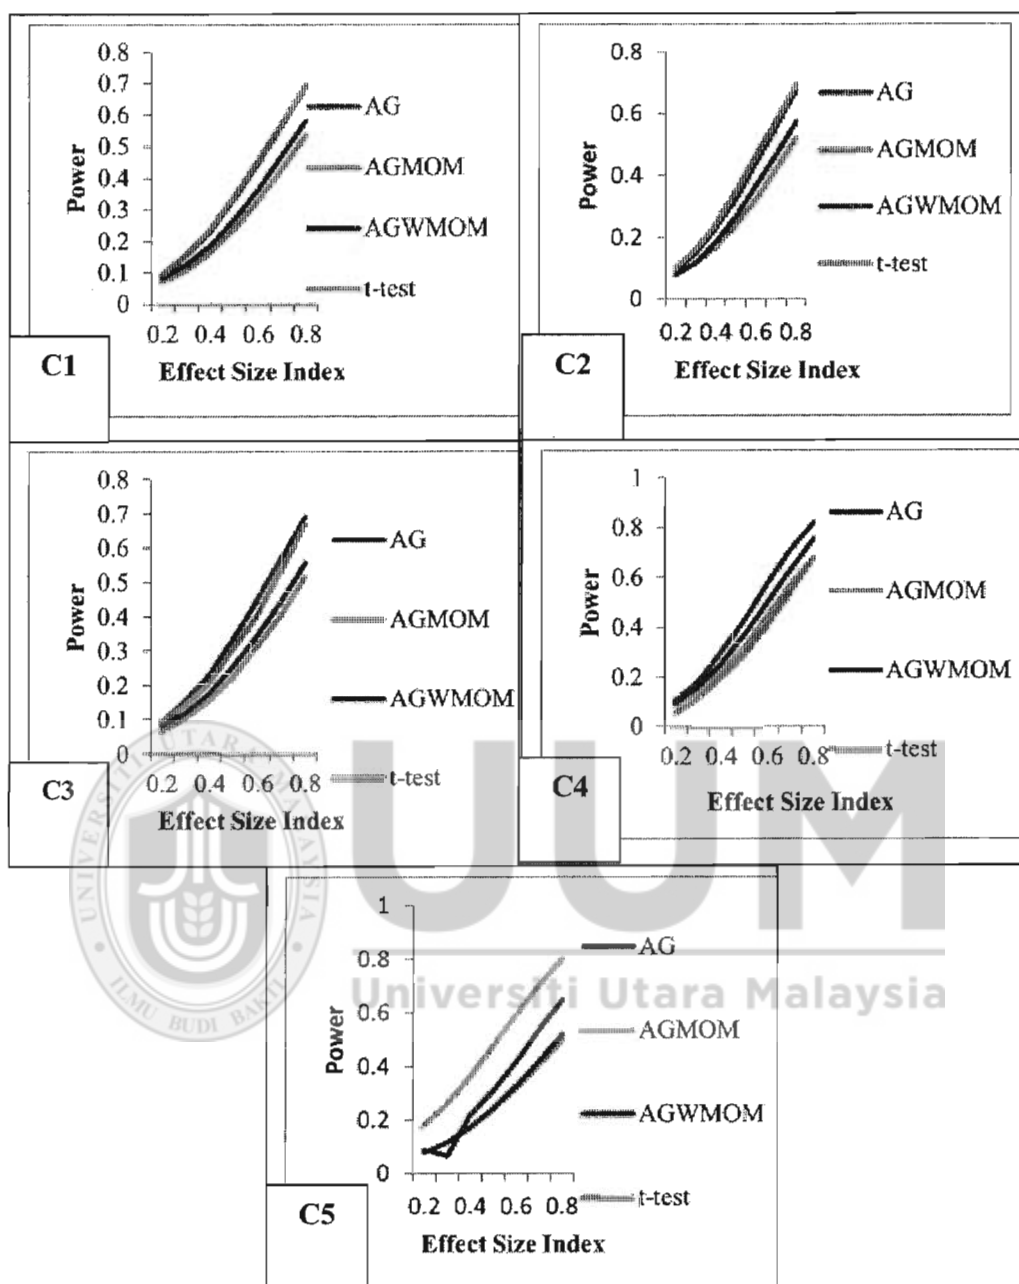 0.8
0.7
0.6
0.5
0.4
0.3
0.2
0.1
0
Power
0.2 0.4 0.6 0.8
Effect Size Index
AG
AGMOM
AGWMOM
t-test
C1
0.8
0.6
0.4
0.2
0
Power
0.2 0.4 0.6 0.8
Effect Size Index
AG
AGMOM
AGWMOM
t-test
C2
0.8
0.7
0.6
0.5
0.4
0.3
0.2
0.1
0
Power
0.2 0.4 0.6 0.8
Effect Size Index
AG
AGMOM
AGWMOM
t-test
C3
1
0.8
0.6
0.4
0.2
0
Power
0.2 0.4 0.6 0.8
Effect Size Index
AG
AGMOM
AGWMOM
t-test
C4
UNIVERSITI UTARA MALAYSIA
ILMU BUDI BAKTI
UUM
Universiti Utara Malaysia
1
0.8
0.6
0.4
0.2
0
Power
0.2 0.4 0.6 0.8
Effect Size Index
AG
AGMOM
AGWMOM
t-test
C5